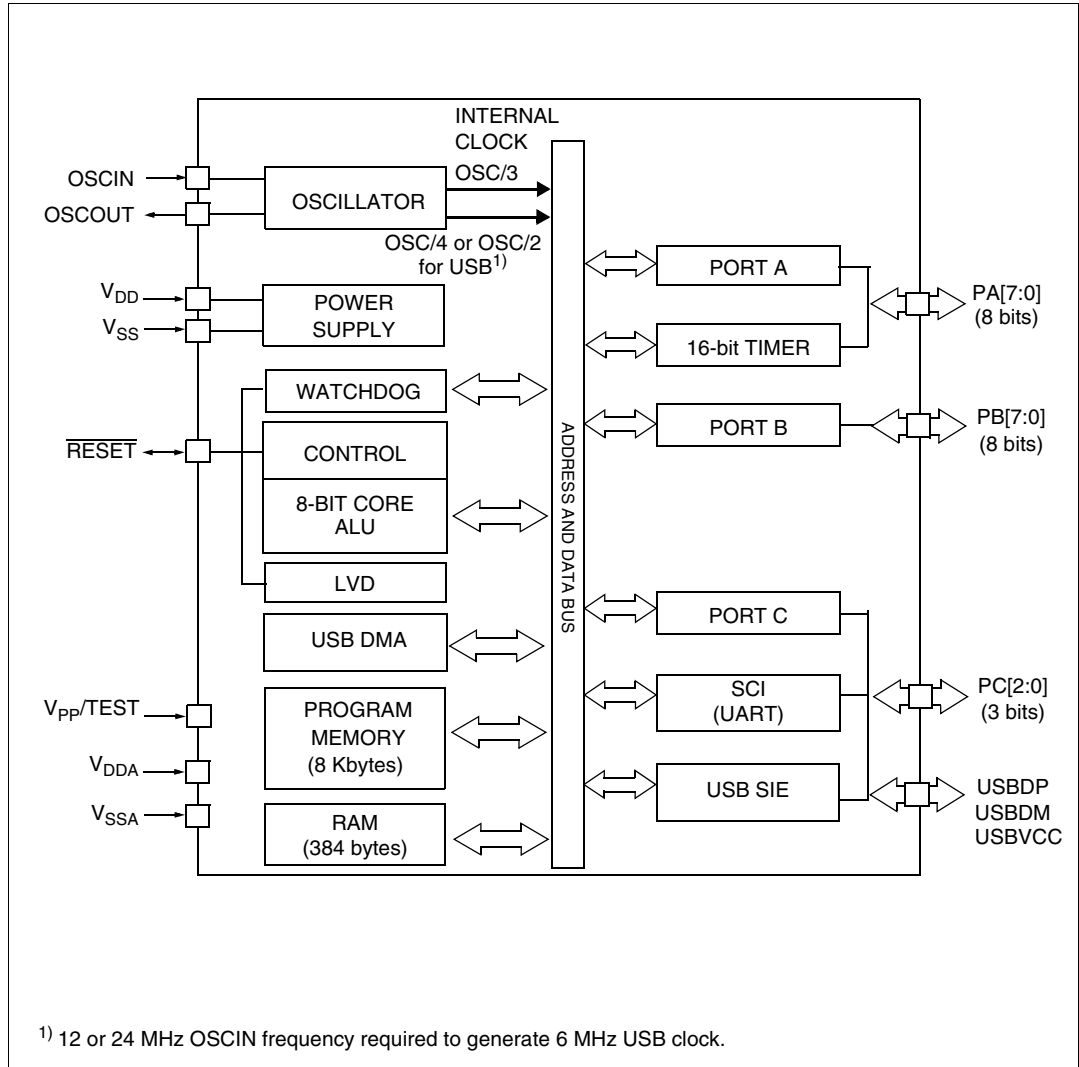 INTERNAL
CLOCK
OSCIN
OSCOUT
OSCILLATOR
OSC/3
OSC/4 or OSC/2
for USB1)
VDD
VSS
POWER
SUPPLY
WATCHDOG
RESET
CONTROL
8-BIT CORE
ALU
LVD
USB DMA
VPP/TEST
VDDA
VSSA
PROGRAM
MEMORY
(8 Kbytes)
RAM
(384 bytes)
ADDRESS AND DATA BUS
PORT A
16-bit TIMER
PA[7:0]
(8 bits)
PORT B
PB[7:0]
(8 bits)
PORT C
SCI
(UART)
PC[2:0]
(3 bits)
USB SIE
USBDP
USBDM
USBVCC
1) 12 or 24 MHz OSCIN frequency required to generate 6 MHz USB clock.